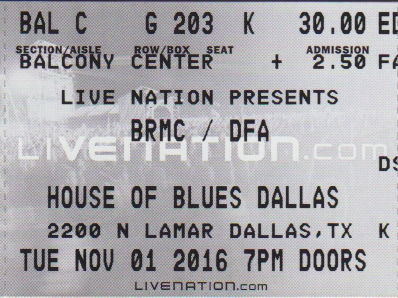 BAL C G 203 K 30.00 ED
SECTION/AISLE ROW/BOX SEAT ADMISSION
BALCONY CENTER + 2.50 FA
LIVE NATION PRESENTS
BRMC / DFA
LIVENATION.com
DS
HOUSE OF BLUES DALLAS
2200 N LAMAR DALLAS,TX K
TUE NOV 01 2016 7PM DOORS
LIVENATION.com